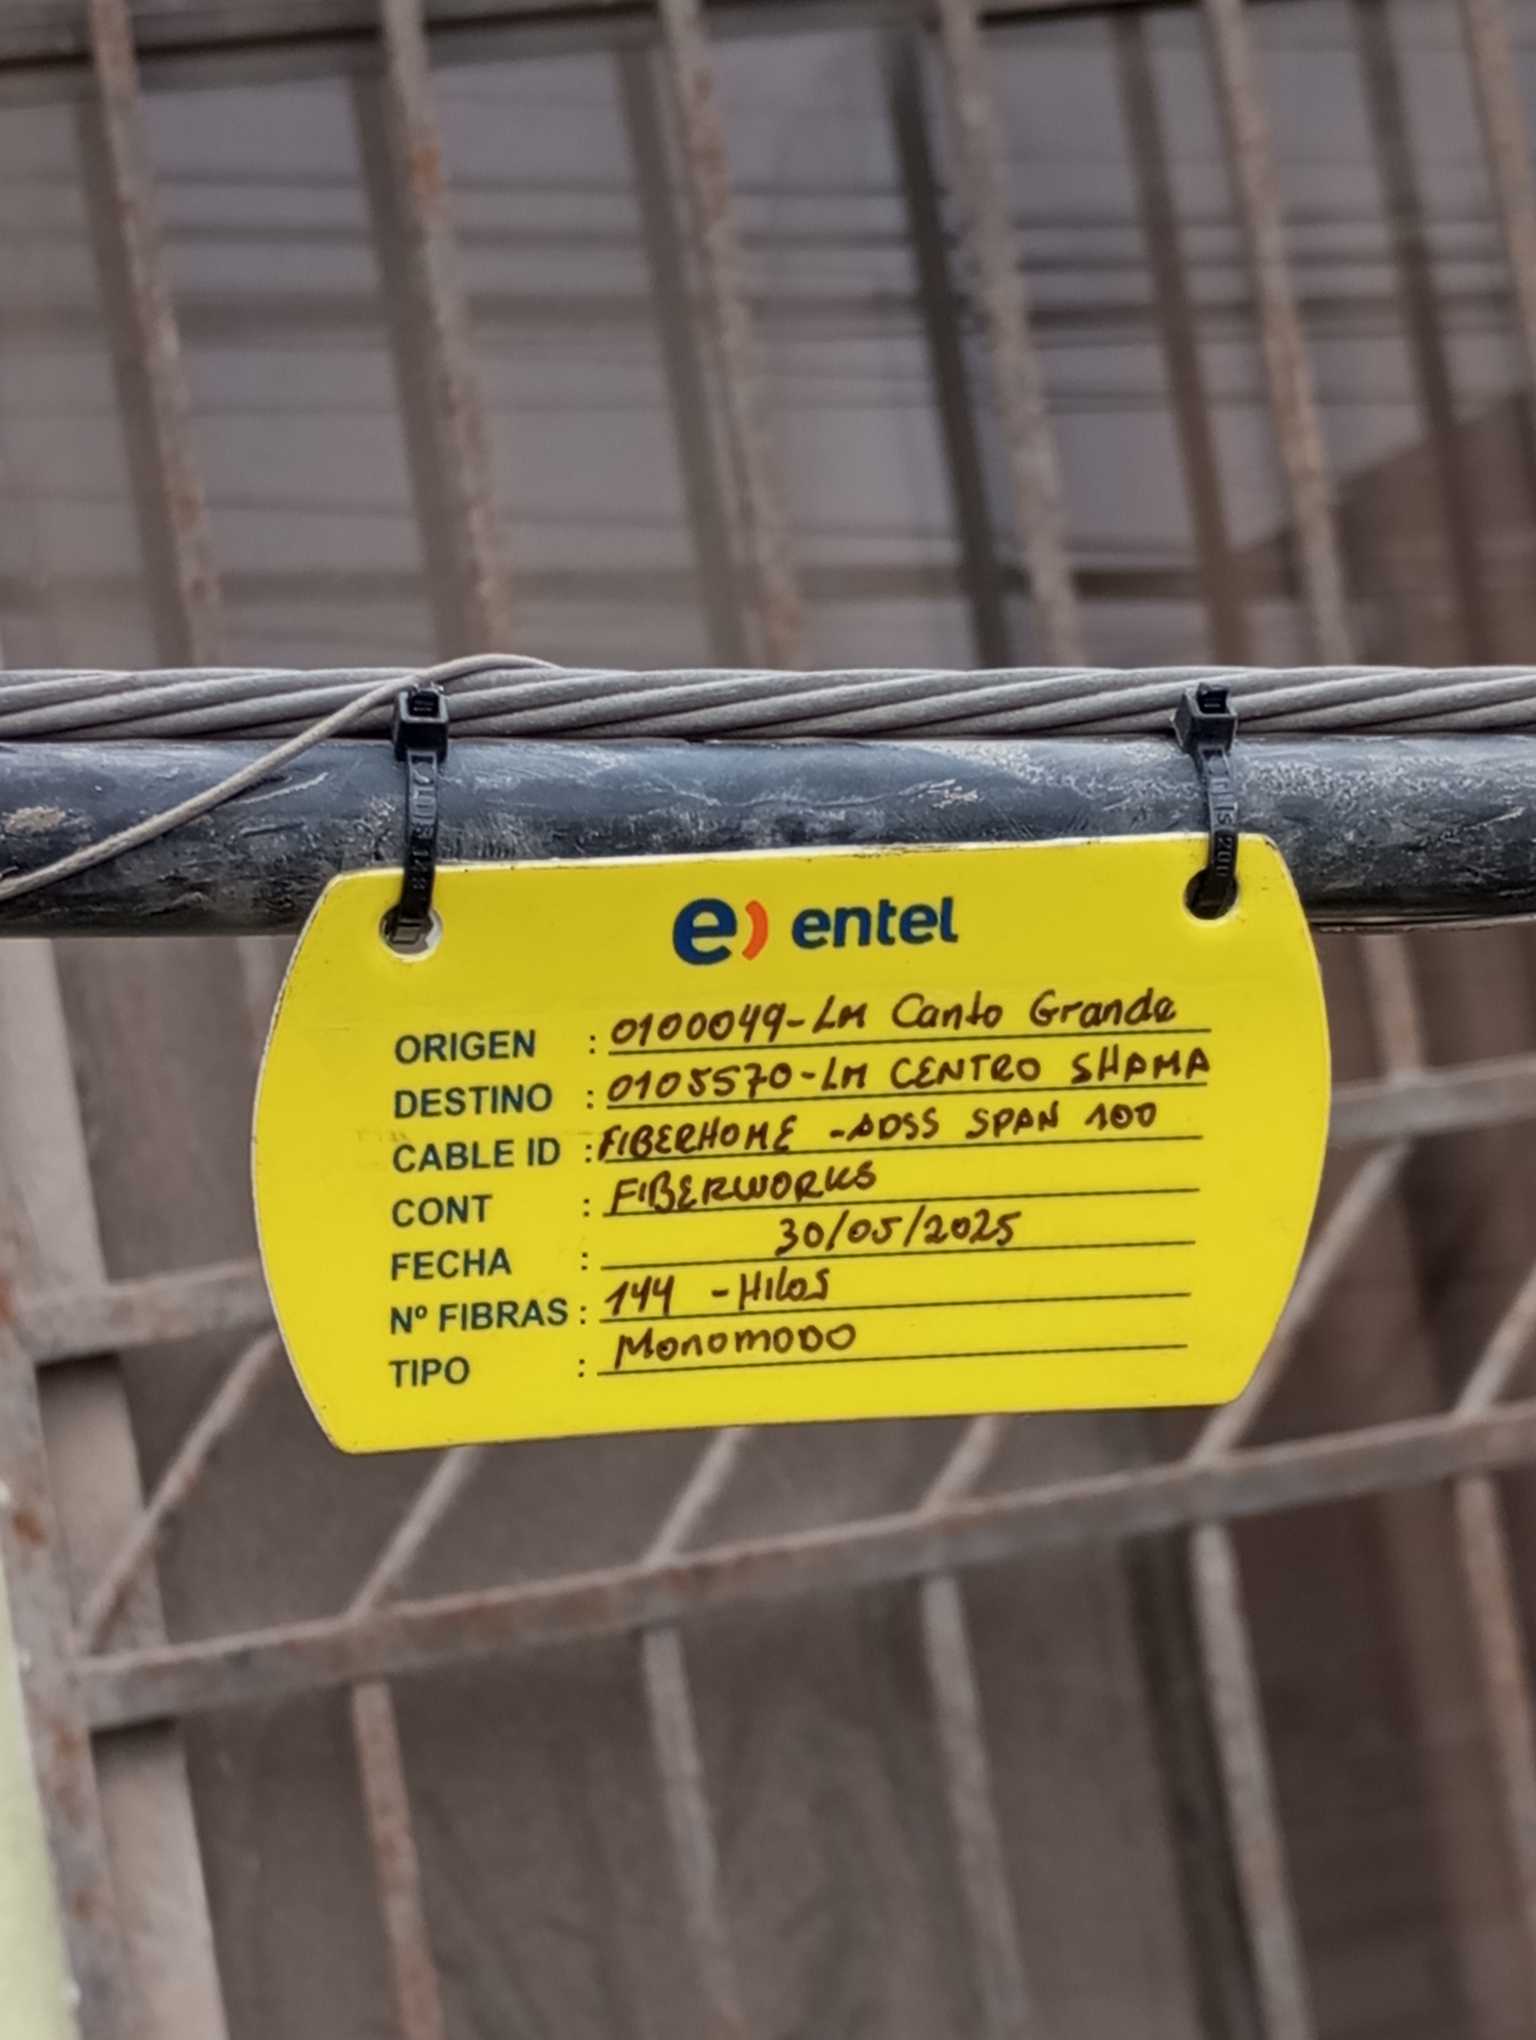 e) entel
ORIGEN : 0100049-LM Canto Grande
DESTINO : 0105570-LM CENTRO SHAMA
CABLE ID : FIBERHOME -ADSS SPAN 100
CONT : FIBERWORKS
FECHA : 30/05/2025
Nº FIBRAS : 144 -Hilos
TIPO : MONOMODO